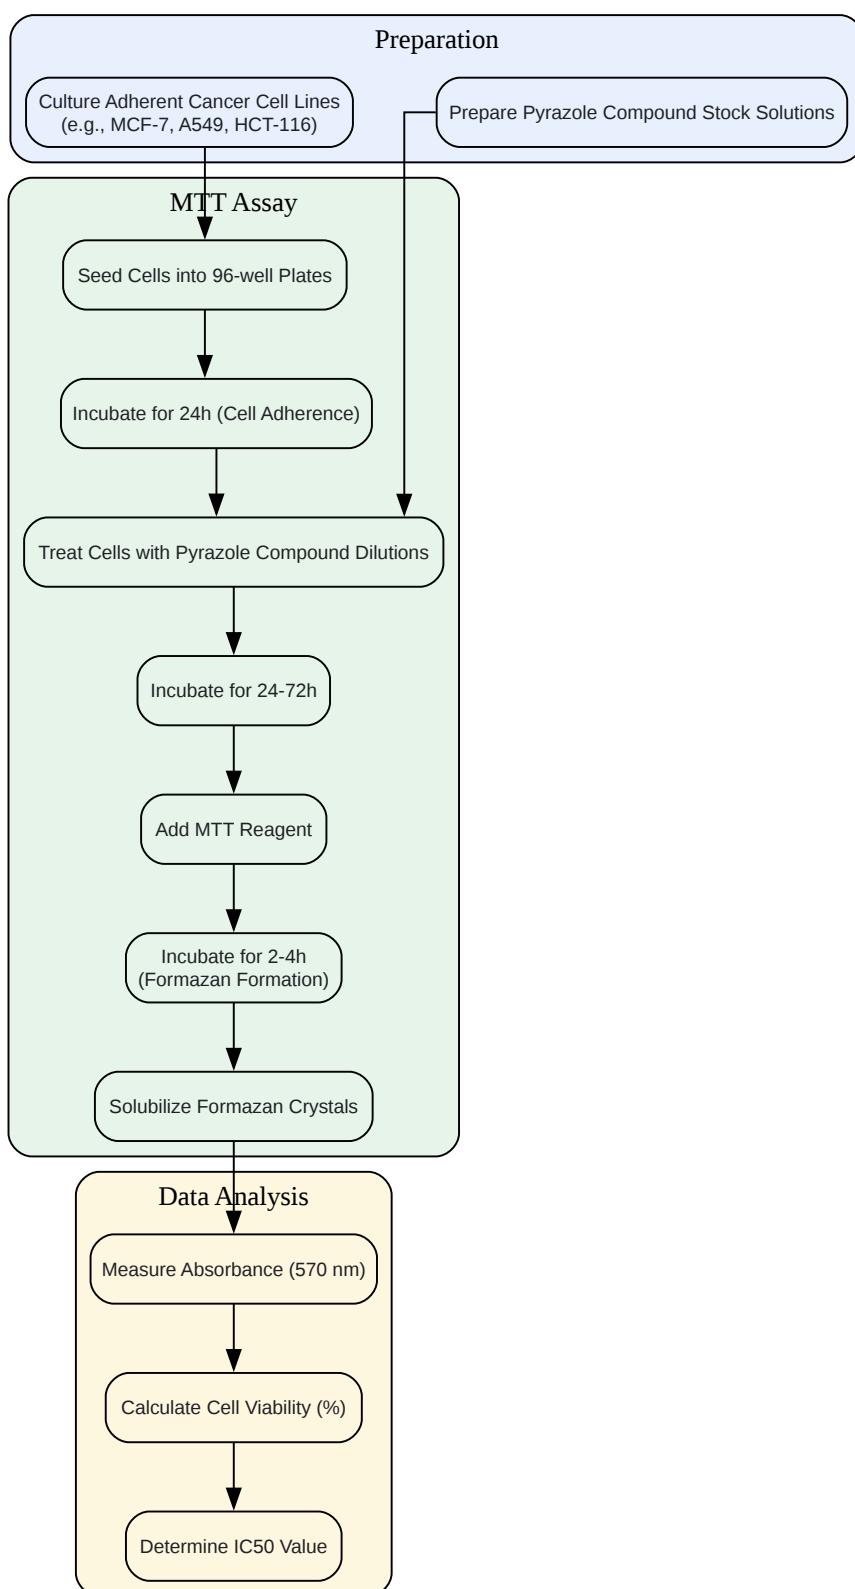 Preparation
Culture Adherent Cancer Cell Lines
(e.g., MCF-7, A549, HCT-116)
Prepare Pyrazole Compound Stock Solutions
MTT Assay
Seed Cells into 96-well Plates
Incubate for 24h (Cell Adherence)
Treat Cells with Pyrazole Compound Dilutions
Incubate for 24-72h
Add MTT Reagent
Incubate for 2-4h
(Formazan Formation)
Solubilize Formazan Crystals
Data Analysis
Measure Absorbance (570 nm)
Calculate Cell Viability (%)
Determine IC50 Value